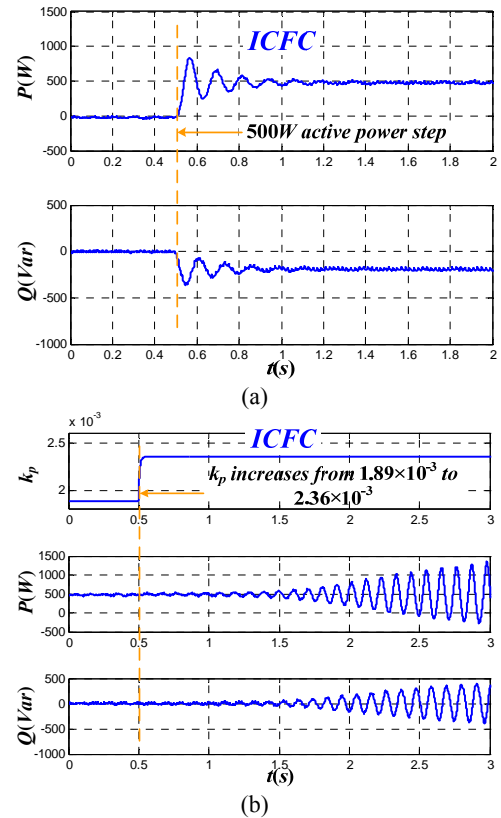 ICFC
P(W)
1500
1000
500
0
-500
500W active power step
0 0.2 0.4 0.6 0.8 1 1.2 1.4 1.6 1.8 2
Q(Var)
500
0
-500
-1000
0 0.2 0.4 0.6 0.8 1 1.2 1.4 1.6 1.8 2
t(s)
(a)
x 10⁻³
ICFC
k_p
2.5
2
k_p increases from 1.89×10⁻³ to
2.36×10⁻³
0 0.5 1 1.5 2 2.5 3
P(W)
1500
1000
500
0
-500
0 0.5 1 1.5 2 2.5 3
Q(Var)
500
0
-500
-1000
0 0.5 1 1.5 2 2.5 3
t(s)
(b)